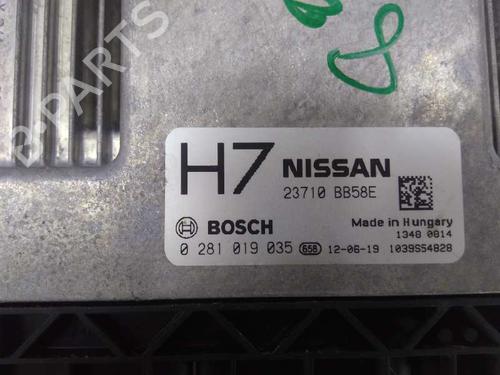 B-PARTS
H7 NISSAN
23710 BB58E
BOSCH
Made in Hungary
1348 0814
0 281 019 035 658 12-06-19 1039S54828